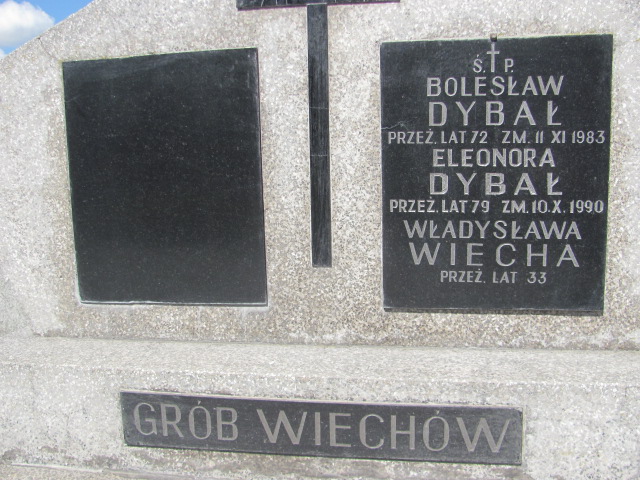 Ś. P.
BOLESŁAW
DYBAŁ
PRZEŻ. LAT 72 ZM. 11 XI 1983
ELEONORA
DYBAŁ
PRZEŻ. LAT 79 ZM. 10.X.1990
WŁADYSŁAWA
WIECHA
PRZEŻ. LAT 33
GRÓB WIECHÓW